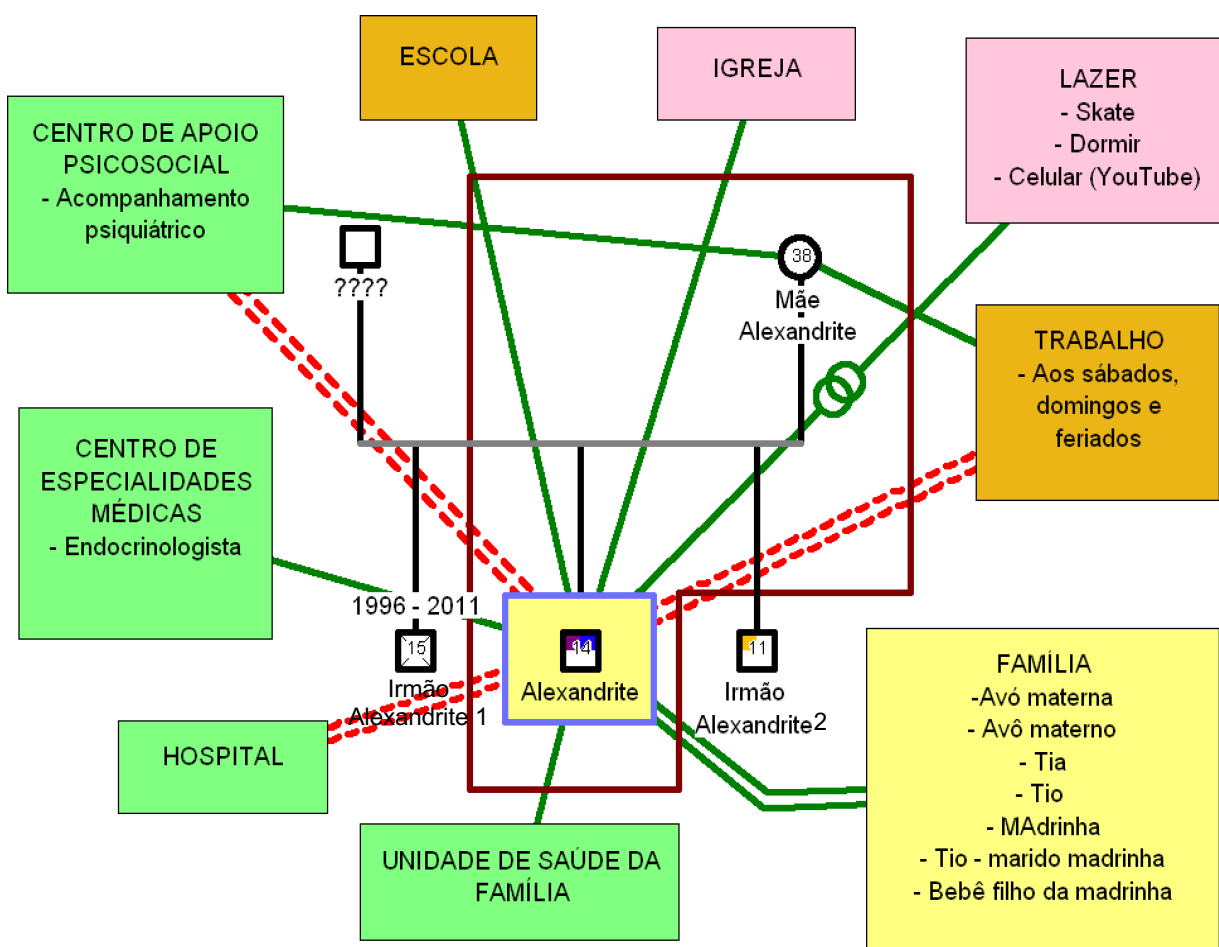 ESCOLA
IGREJA
LAZER
- Skate
- Dormir
- Celular (YouTube)
CENTRO DE APOIO
PSICOSOCIAL
- Acompanhamento
psiquiátrico
????
38
Mãe
Alexandrite
TRABALHO
- Aos sábados,
domingos e
feriados
CENTRO DE
ESPECIALIDADES
MÉDICAS
- Endocrinologista
1996 - 2011
15
Irmão
Alexandrite 1
14
Alexandrite
11
Irmão
Alexandrite2
HOSPITAL
FAMÍLIA
-Avó materna
- Avô materno
- Tia
- Tio
- MAdrinha
- Tio - marido madrinha
- Bebê filho da madrinha
UNIDADE DE SAÚDE DA
FAMÍLIA